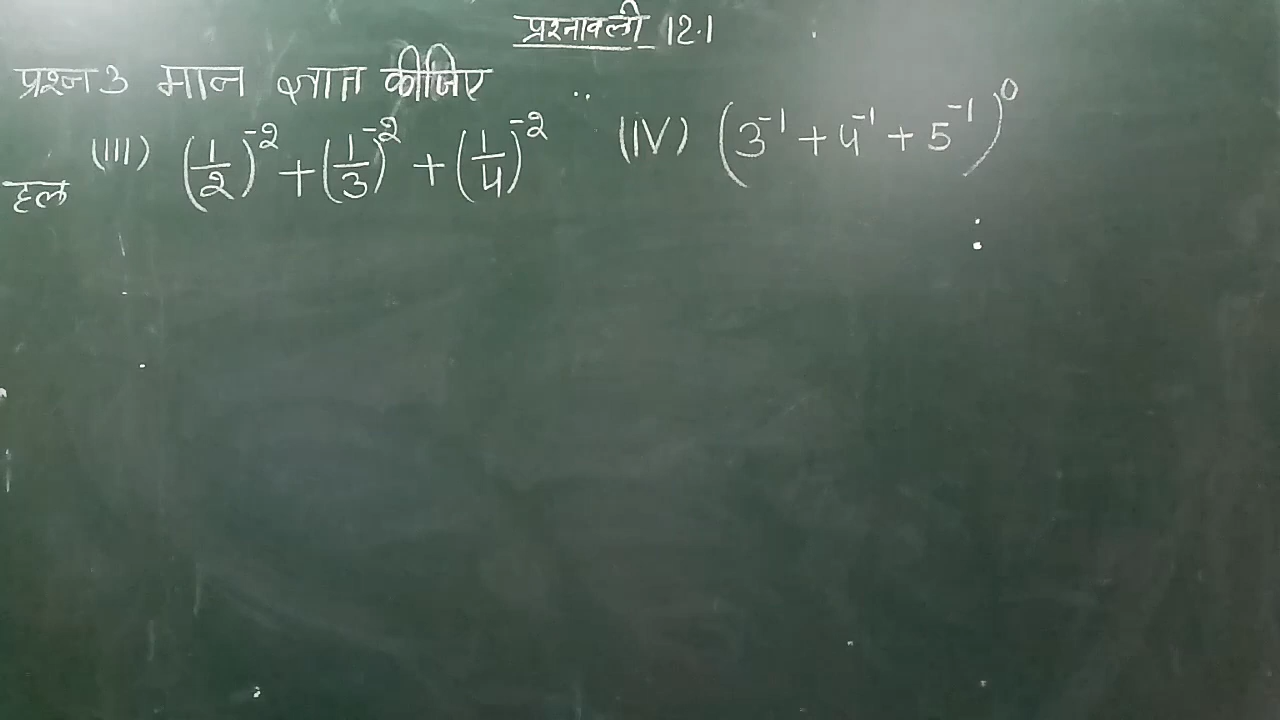 प्रश्नावली 12.1
प्रश्न 3 मान ज्ञात कीजिए
(III) (1/2)^-2 + (1/3)^-2 + (1/4)^-2 (IV) (3^-1 + 4^-1 + 5^-1)^0
हल